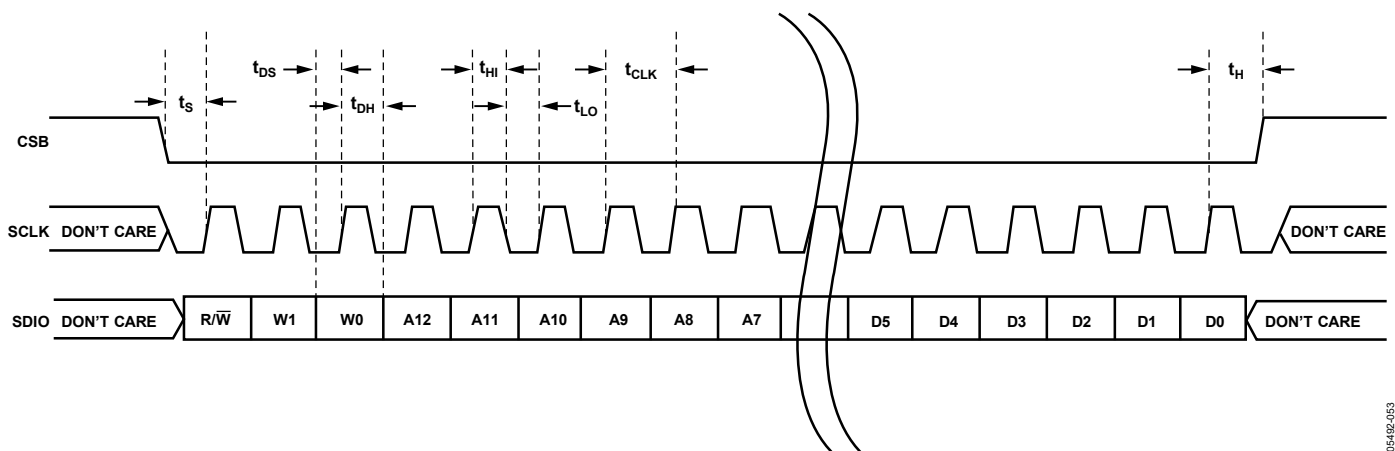 tDS
tHI
tCLK
tH
tS
tDH
tLO
CSB
SCLK DON'T CARE
DON'T CARE
SDIO DON'T CARE R/W̅ W1 W0 A12 A11 A10 A9 A8 A7 D5 D4 D3 D2 D1 D0 DON'T CARE
05492-053